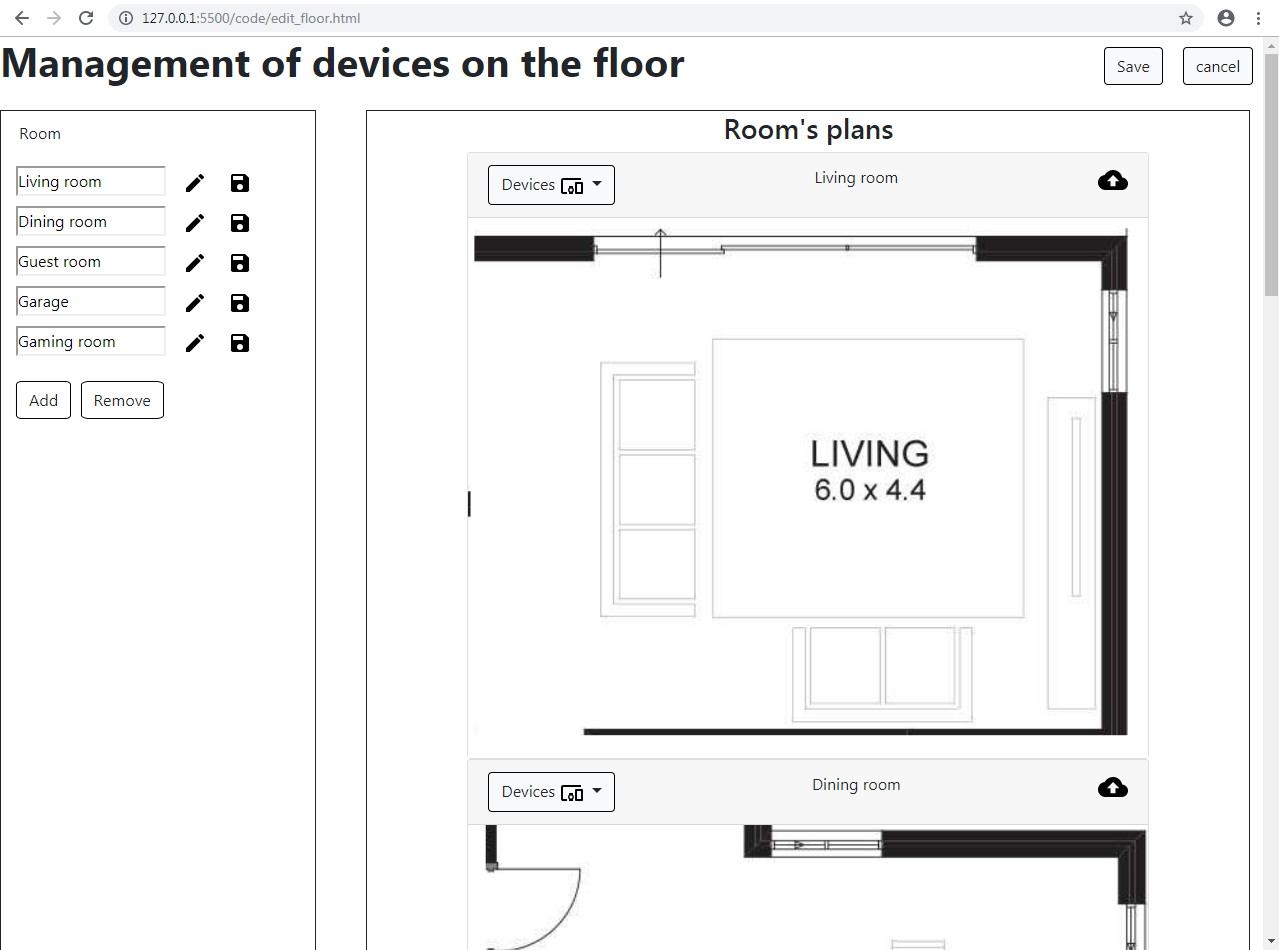 127.0.0.1:5500/code/edit_floor.html
Management of devices on the floor
Save
cancel
Room
Living room
Dining room
Guest room
Garage
Gaming room
Add
Remove
Room's plans
Devices
Living room
LIVING
6.0 x 4.4
Devices
Dining room